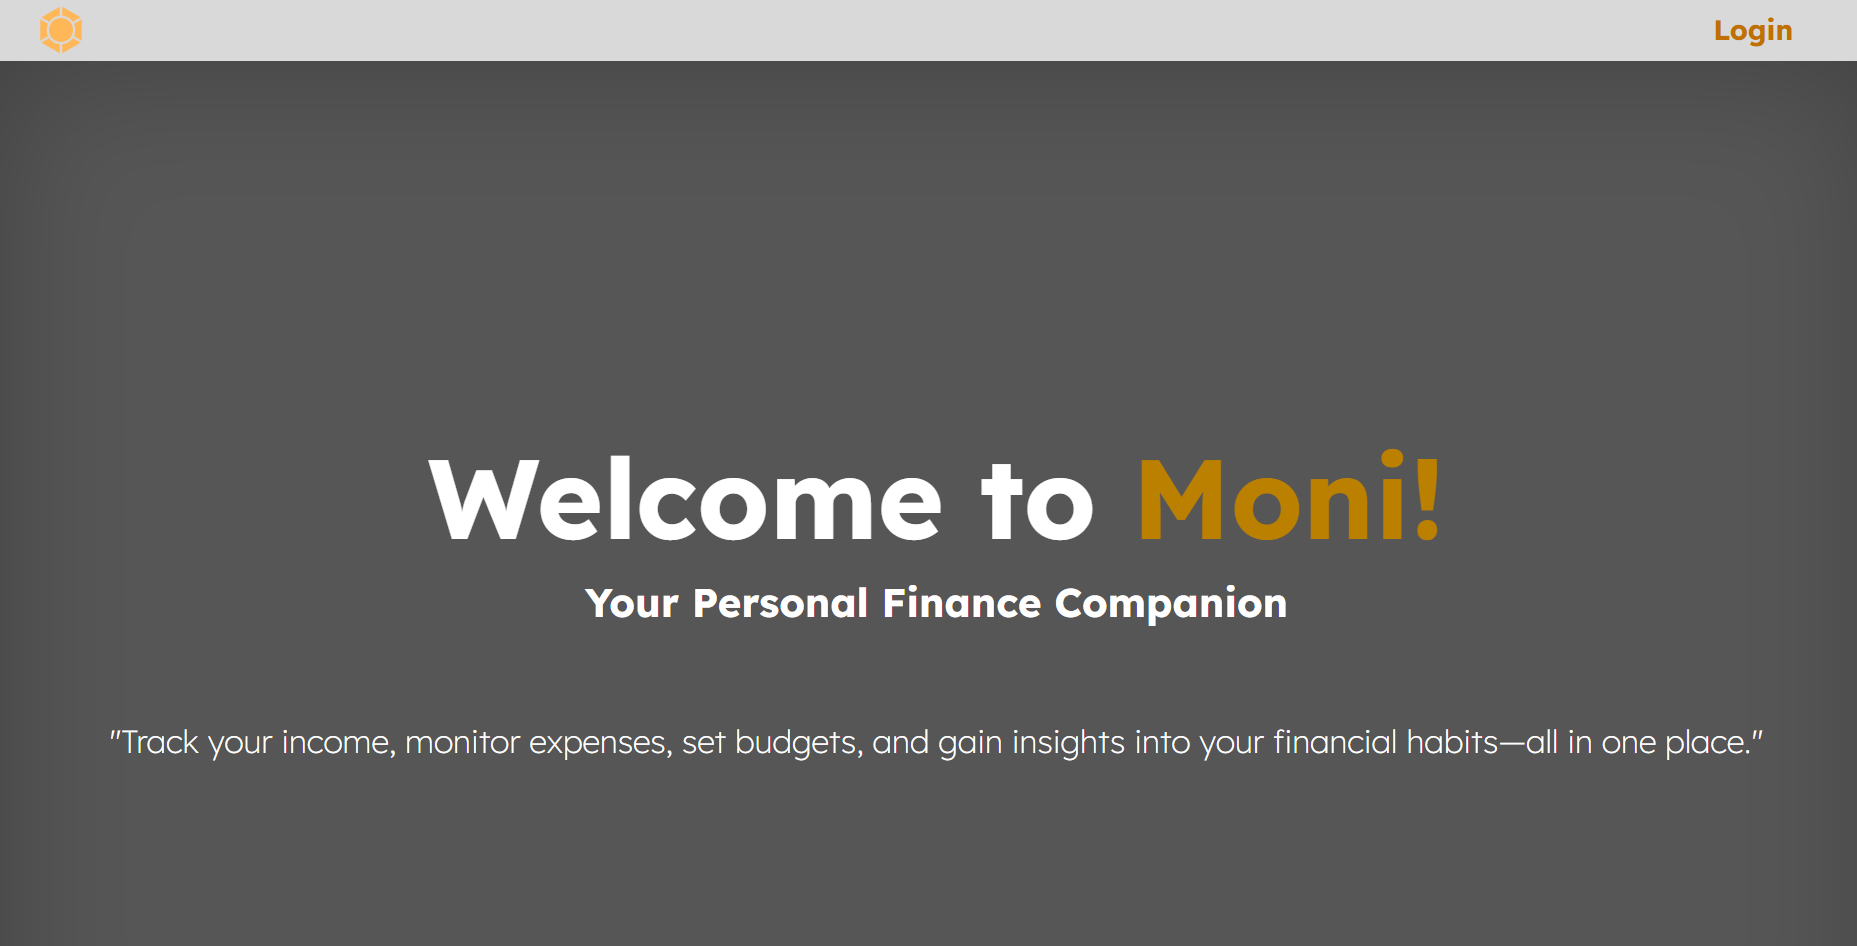 Login
Welcome to Moni!
Your Personal Finance Companion
"Track your income, monitor expenses, set budgets, and gain insights into your financial habits—all in one place."